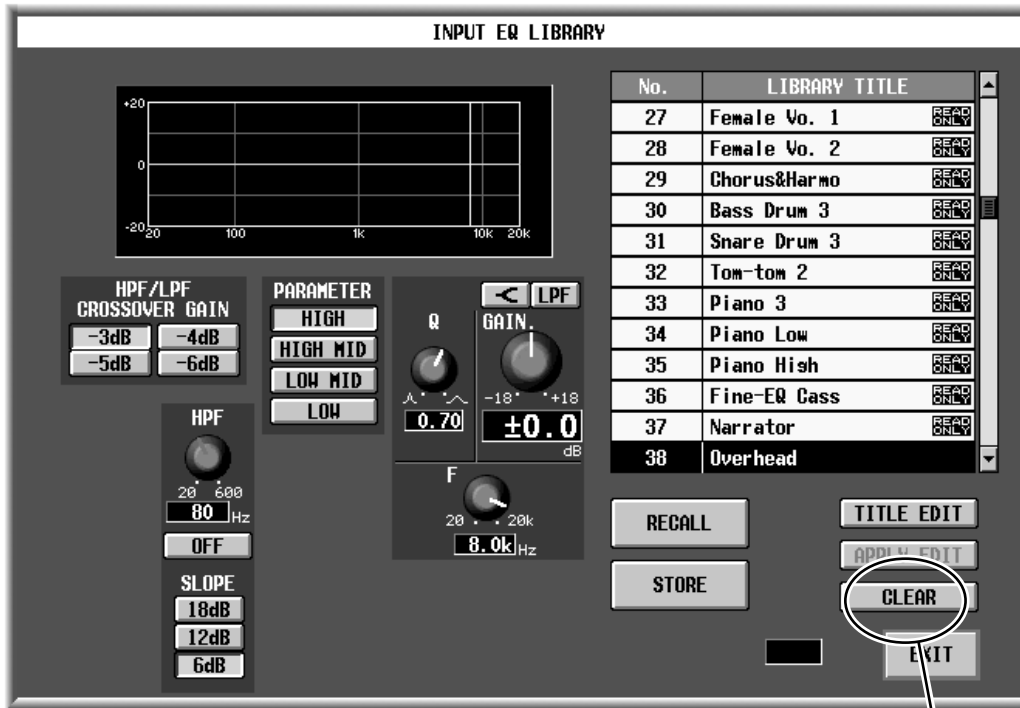 INPUT EQ LIBRARY
+20
0
-20
20 100 1k 10k 20k
HPF/LPF
CROSSOVER GAIN
-3dB -4dB
-5dB -6dB
HPF
20 600
80 Hz
OFF
SLOPE
18dB
12dB
6dB
PARAMETER
HIGH
HIGH MID
LOW MID
LOW
LPF
Q
0.70
GAIN.
-18 +18
±0.0
dB
F
20 20k
8.0k Hz
No. LIBRARY TITLE
27 Female Vo. 1 READ ONLY
28 Female Vo. 2 READ ONLY
29 Chorus&Harmo READ ONLY
30 Bass Drum 3 READ ONLY
31 Snare Drum 3 READ ONLY
32 Tom-tom 2 READ ONLY
33 Piano 3 READ ONLY
34 Piano Low READ ONLY
35 Piano High READ ONLY
36 Fine-EQ Cass READ ONLY
37 Narrator READ ONLY
38 Overhead
RECALL
STORE
TITLE EDIT
APPLY EDIT
CLEAR
EXIT